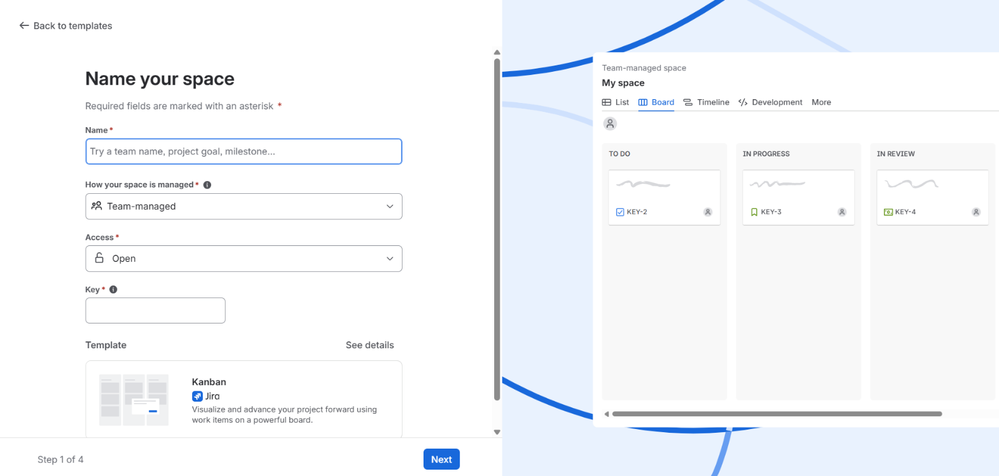 Back to templates
Name your space
Required fields are marked with an asterisk *
Name *
Try a team name, project goal, milestone...
How your space is managed *
Team-managed
Access *
Open
Key *
Template
See details
Kanban
Jira
Visualize and advance your project forward using
work items on a powerful board.
Step 1 of 4
Next
Team-managed space
My space
List Board Timeline Development More
TO DO
KEY-2
IN PROGRESS
KEY-3
IN REVIEW
KEY-4